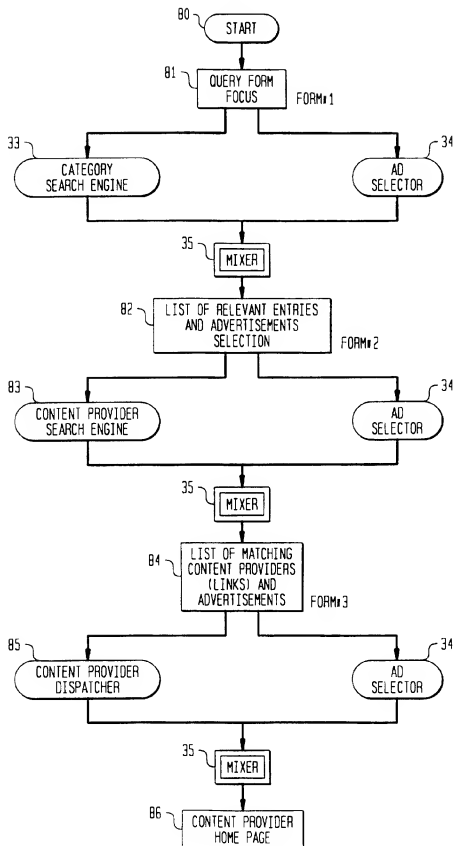 80
START
81
QUERY FORM
FOCUS
FORM#1
33
CATEGORY
SEARCH ENGINE
34
AD
SELECTOR
35
MIXER
82
LIST OF RELEVANT ENTRIES
AND ADVERTISEMENTS
SELECTION
FORM#2
83
CONTENT PROVIDER
SEARCH ENGINE
34
AD
SELECTOR
35
MIXER
84
LIST OF MATCHING
CONTENT PROVIDERS
(LINKS) AND
ADVERTISEMENTS
FORM#3
85
CONTENT PROVIDER
DISPATCHER
34
AD
SELECTOR
35
MIXER
86
CONTENT PROVIDER
HOME PAGE